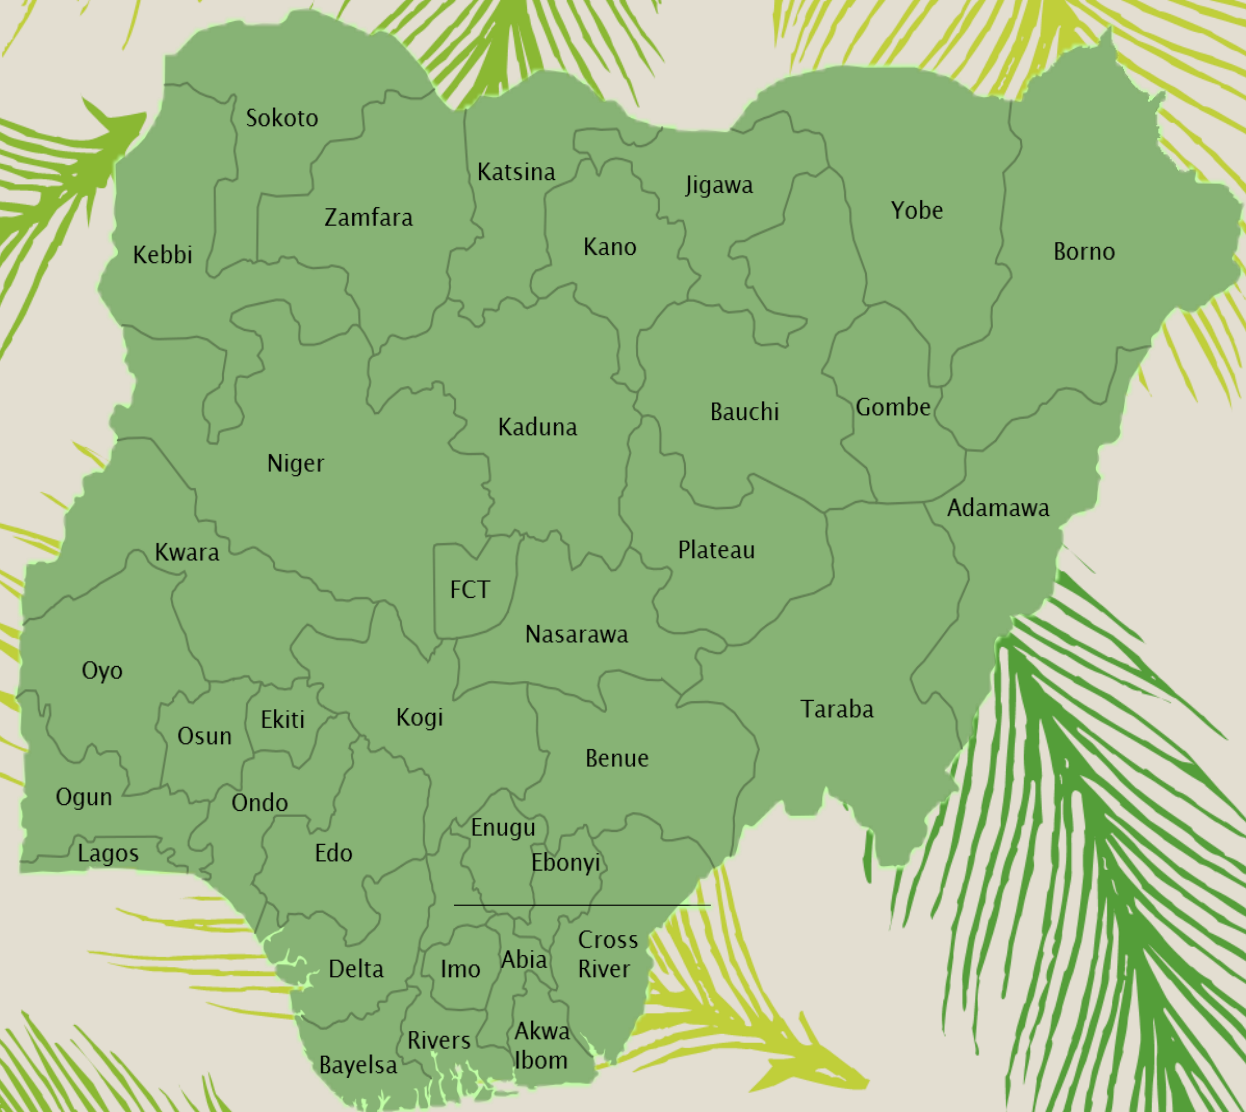 Sokoto
Katsina
Jigawa
Zamfara
Yobe
Kano
Borno
Kebbi
Gombe
Bauchi
Kaduna
Niger
Adamawa
Plateau
Kwara
FCT
Nasarawa
Oyo
Taraba
Kogi
Ekiti
Osun
Benue
Ogun
Ondo
Enugu
Lagos
Edo
Ebonyi
Cross
River
Abia
Delta
Imo
Akwa
Ibom
Rivers
Bayelsa